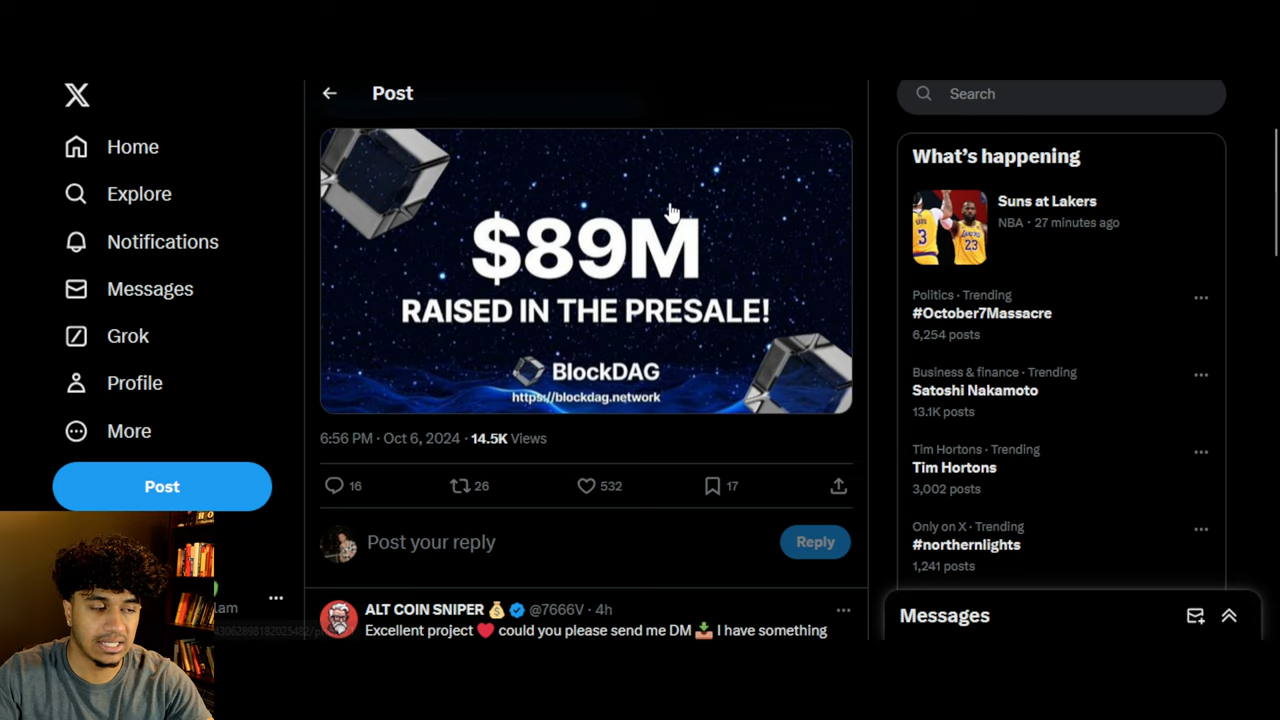 Home
Explore
Notifications
Messages
Grok
Profile
More
Post
lam
Post
$89M
RAISED IN THE PRESALE!
BlockDAG
https://blockdag.network
6:56 PM · Oct 6, 2024 · 14.5K Views
16
26
532
17
Post your reply
Reply
ALT COIN SNIPER 💰 @7666V · 4h
Excellent project ❤️ could you please send me DM 📥 I have something
Search
What's happening
Suns at Lakers
NBA · 27 minutes ago
Politics · Trending
#October7Massacre
6,254 posts
Business & finance · Trending
Satoshi Nakamoto
13.1K posts
Tim Hortons · Trending
Tim Hortons
3,002 posts
Only on X · Trending
#northernlights
1,241 posts
Messages